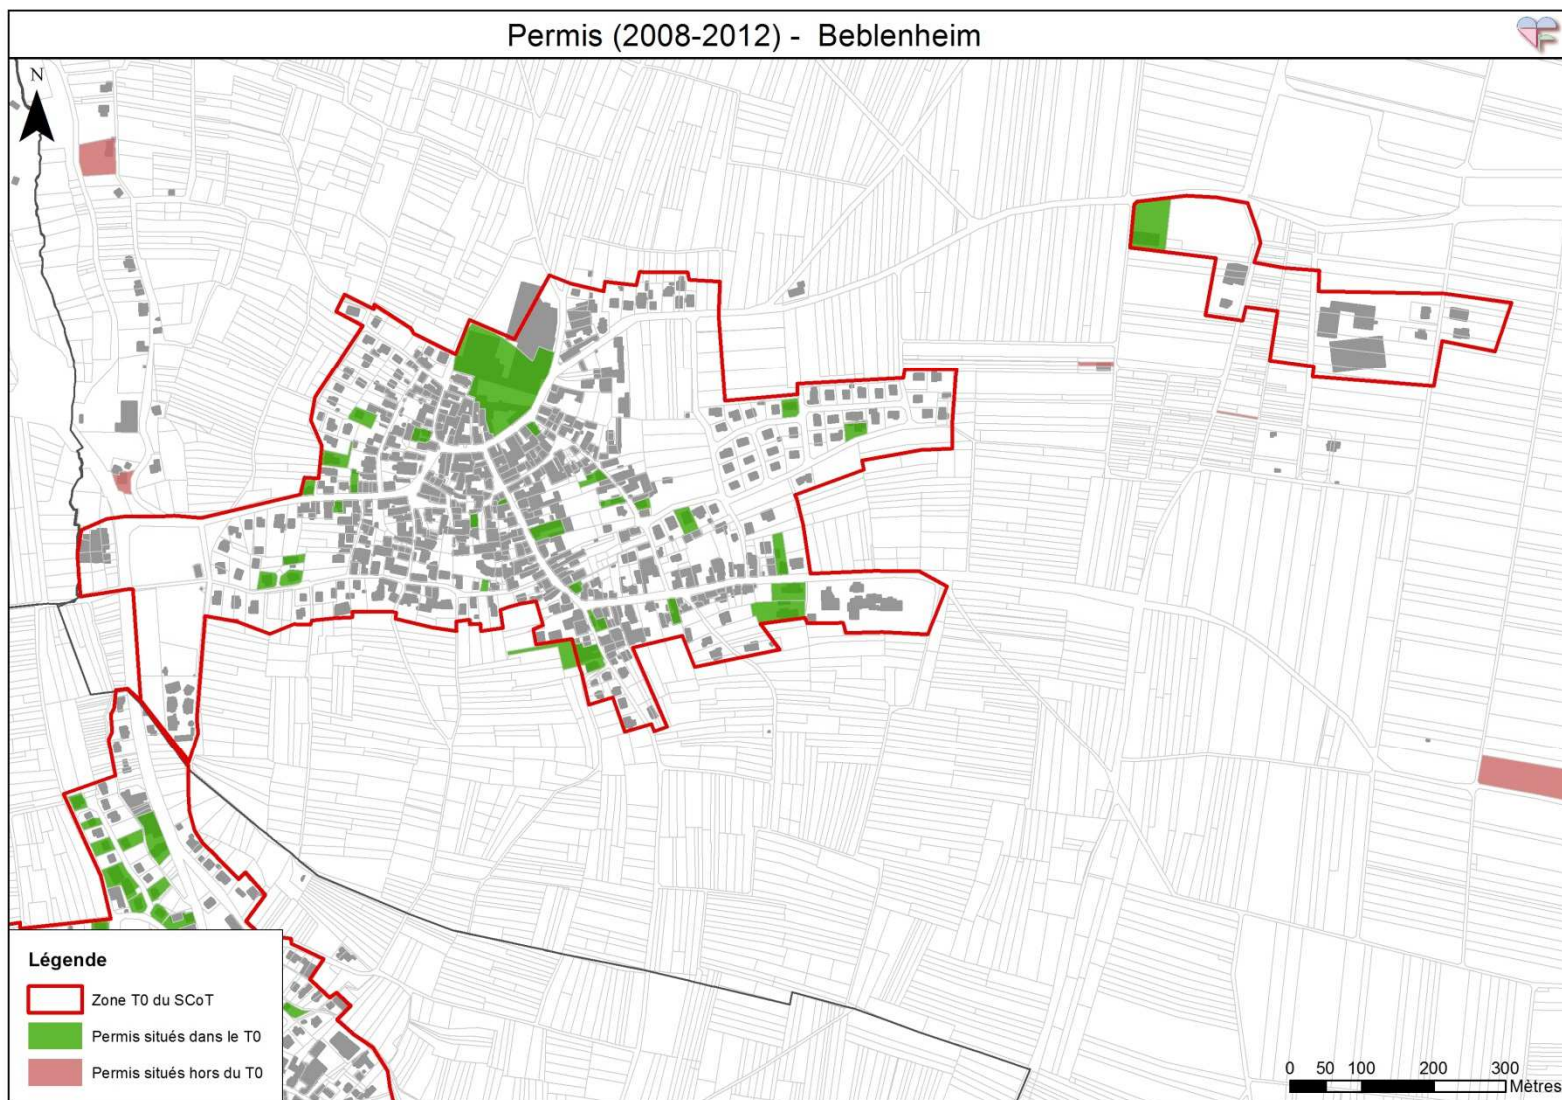 Permis (2008-2012) - Beblenheim
N
Légende
Zone T0 du SCoT
Permis situés dans le T0
Permis situés hors du T0
0 50 100 200 300
Mètres